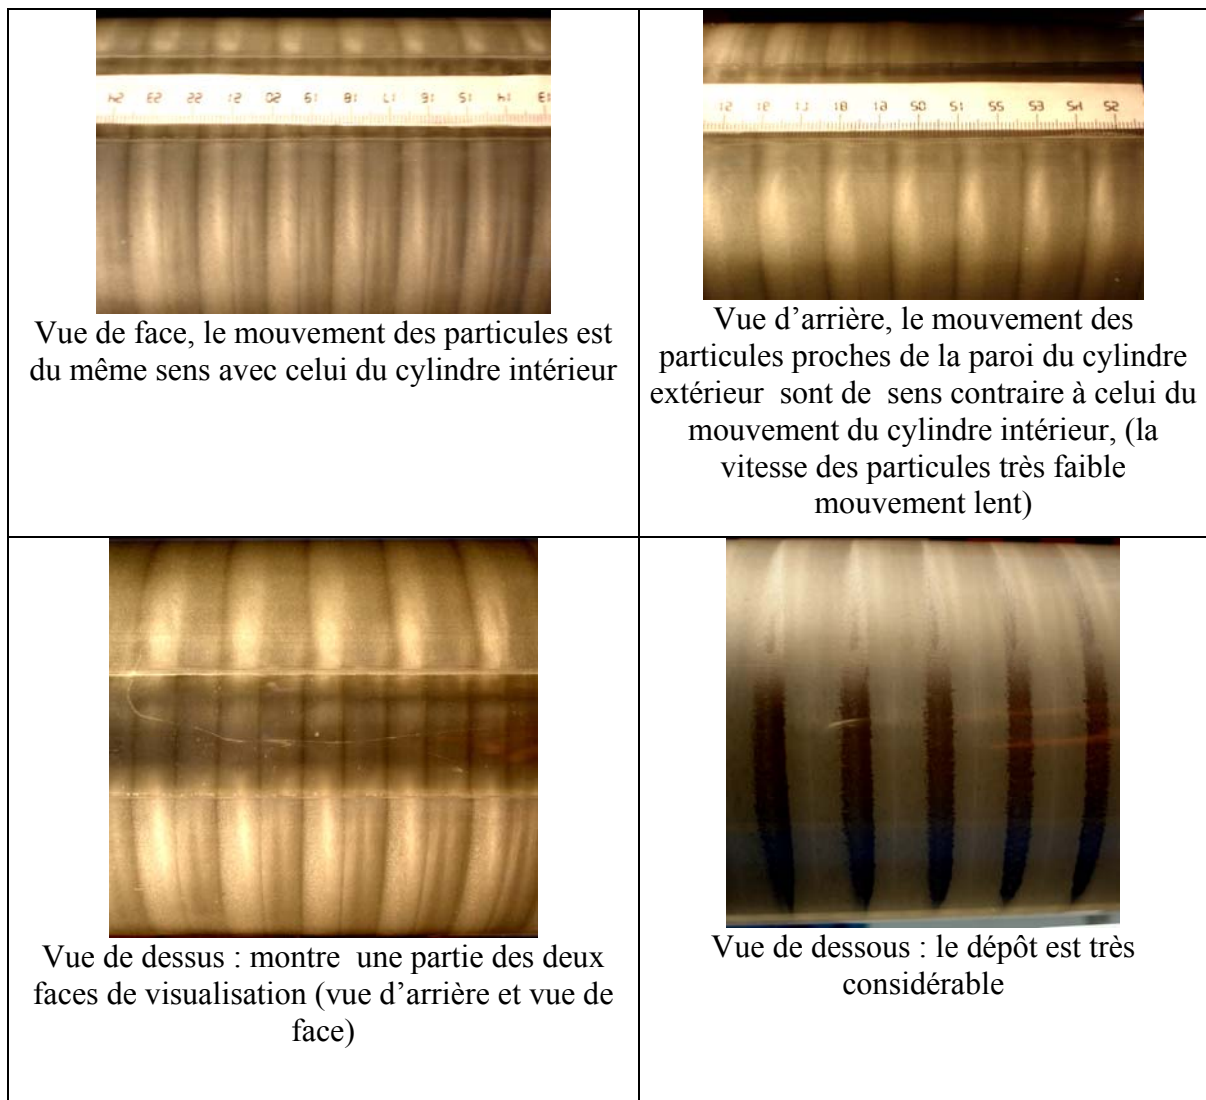 Vue de face, le mouvement des particules est
du même sens avec celui du cylindre intérieur
Vue d’arrière, le mouvement des
particules proches de la paroi du cylindre
extérieur sont de sens contraire à celui du
mouvement du cylindre intérieur, (la
vitesse des particules très faible
mouvement lent)
Vue de dessus : montre une partie des deux
faces de visualisation (vue d’arrière et vue de
face)
Vue de dessous : le dépôt est très
considérable